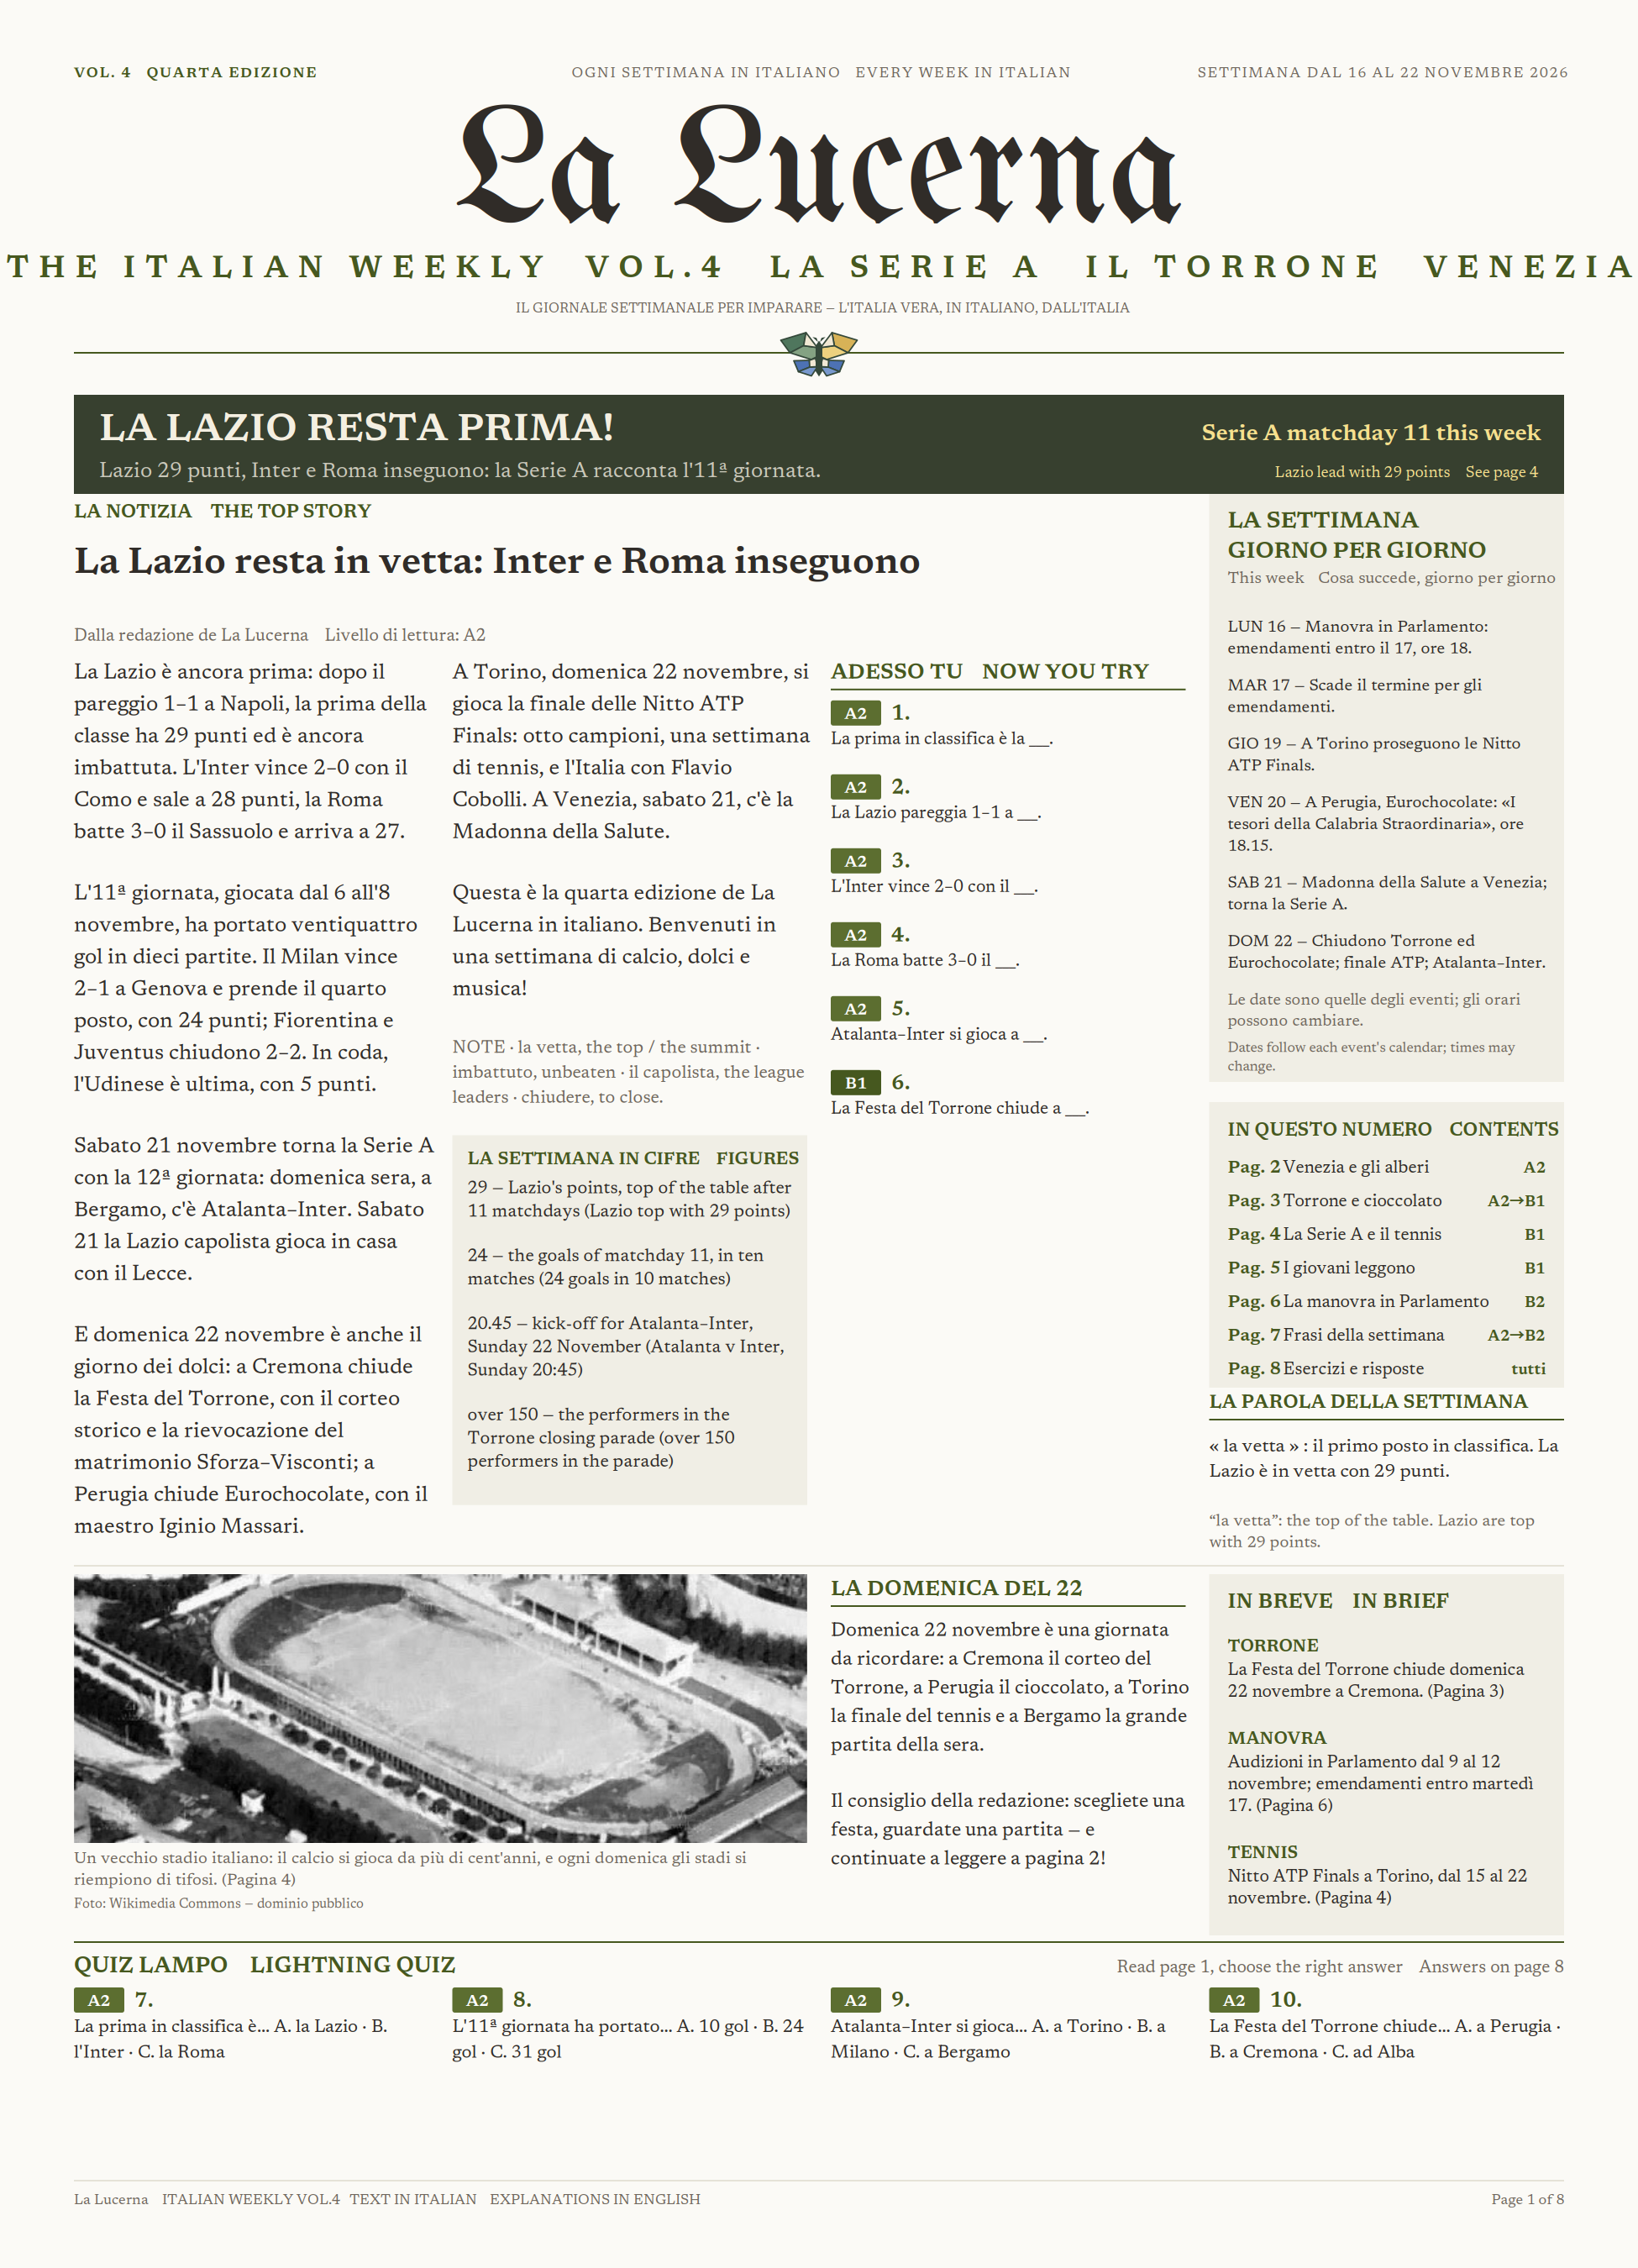 VOL. 4 QUARTA EDIZIONE
OGNI SETTIMANA IN ITALIANO EVERY WEEK IN ITALIAN
SETTIMANA DAL 16 AL 22 NOVEMBRE 2026
La Lucerna
THE ITALIAN WEEKLY VOL.4 LA SERIE A IL TORRONE VENEZIA
IL GIORNALE SETTIMANALE PER IMPARARE – L'ITALIA VERA, IN ITALIANO, DALL'ITALIA
LA LAZIO RESTA PRIMA!
Lazio 29 punti, Inter e Roma inseguono: la Serie A racconta l'11ª giornata.
Serie A matchday 11 this week
Lazio lead with 29 points See page 4
LA NOTIZIA THE TOP STORY
La Lazio resta in vetta: Inter e Roma inseguono
Dalla redazione de La Lucerna Livello di lettura: A2
La Lazio è ancora prima: dopo il
pareggio 1–1 a Napoli, la prima della
classe ha 29 punti ed è ancora
imbattuta. L'Inter vince 2–0 con il
Como e sale a 28 punti, la Roma
batte 3–0 il Sassuolo e arriva a 27.
L'11ª giornata, giocata dal 6 all'8
novembre, ha portato ventiquattro
gol in dieci partite. Il Milan vince
2–1 a Genova e prende il quarto
posto, con 24 punti; Fiorentina e
Juventus chiudono 2–2. In coda,
l'Udinese è ultima, con 5 punti.
Sabato 21 novembre torna la Serie A
con la 12ª giornata: domenica sera, a
Bergamo, c'è Atalanta–Inter. Sabato
21 la Lazio capolista gioca in casa
con il Lecce.
E domenica 22 novembre è anche il
giorno dei dolci: a Cremona chiude
la Festa del Torrone, con il corteo
storico e la rievocazione del
matrimonio Sforza–Visconti; a
Perugia chiude Eurochocolate, con il
maestro Iginio Massari.
A Torino, domenica 22 novembre, si
gioca la finale delle Nitto ATP
Finals: otto campioni, una settimana
di tennis, e l'Italia con Flavio
Cobolli. A Venezia, sabato 21, c'è la
Madonna della Salute.
Questa è la quarta edizione de La
Lucerna in italiano. Benvenuti in
una settimana di calcio, dolci e
musica!
NOTE · la vetta, the top / the summit ·
imbattuto, unbeaten · il capolista, the league
leaders · chiudere, to close.
LA SETTIMANA IN CIFRE FIGURES
29 – Lazio's points, top of the table after
11 matchdays (Lazio top with 29 points)
24 – the goals of matchday 11, in ten
matches (24 goals in 10 matches)
20.45 – kick-off for Atalanta–Inter,
Sunday 22 November (Atalanta v Inter,
Sunday 20:45)
over 150 – the performers in the
Torrone closing parade (over 150
performers in the parade)
ADESSO TU NOW YOU TRY
A2 1.
La prima in classifica è la __.
A2 2.
La Lazio pareggia 1–1 a __.
A2 3.
L'Inter vince 2–0 con il __.
A2 4.
La Roma batte 3–0 il __.
A2 5.
Atalanta–Inter si gioca a __.
B1 6.
La Festa del Torrone chiude a __.
LA SETTIMANA
GIORNO PER GIORNO
This week Cosa succede, giorno per giorno
LUN 16 – Manovra in Parlamento:
emendamenti entro il 17, ore 18.
MAR 17 – Scade il termine per gli
emendamenti.
GIO 19 – A Torino proseguono le Nitto
ATP Finals.
VEN 20 – A Perugia, Eurochocolate: «I
tesori della Calabria Straordinaria», ore
18.15.
SAB 21 – Madonna della Salute a Venezia;
torna la Serie A.
DOM 22 – Chiudono Torrone ed
Eurochocolate; finale ATP; Atalanta–Inter.
Le date sono quelle degli eventi; gli orari
possono cambiare.
Dates follow each event's calendar; times may
change.
IN QUESTO NUMERO CONTENTS
Pag. 2 Venezia e gli alberi A2
Pag. 3 Torrone e cioccolato A2→B1
Pag. 4 La Serie A e il tennis B1
Pag. 5 I giovani leggono B1
Pag. 6 La manovra in Parlamento B2
Pag. 7 Frasi della settimana A2→B2
Pag. 8 Esercizi e risposte tutti
LA PAROLA DELLA SETTIMANA
« la vetta » : il primo posto in classifica. La
Lazio è in vetta con 29 punti.
“la vetta”: the top of the table. Lazio are top
with 29 points.
Un vecchio stadio italiano: il calcio si gioca da più di cent'anni, e ogni domenica gli stadi si
riempiono di tifosi. (Pagina 4)
Foto: Wikimedia Commons – dominio pubblico
LA DOMENICA DEL 22
Domenica 22 novembre è una giornata
da ricordare: a Cremona il corteo del
Torrone, a Perugia il cioccolato, a Torino
la finale del tennis e a Bergamo la grande
partita della sera.
Il consiglio della redazione: scegliete una
festa, guardate una partita – e
continuate a leggere a pagina 2!
IN BREVE IN BRIEF
TORRONE
La Festa del Torrone chiude domenica
22 novembre a Cremona. (Pagina 3)
MANOVRA
Audizioni in Parlamento dal 9 al 12
novembre; emendamenti entro martedì
17. (Pagina 6)
TENNIS
Nitto ATP Finals a Torino, dal 15 al 22
novembre. (Pagina 4)
QUIZ LAMPO LIGHTNING QUIZ
Read page 1, choose the right answer Answers on page 8
A2 7.
La prima in classifica è... A. la Lazio · B.
l'Inter · C. la Roma
A2 8.
L'11ª giornata ha portato... A. 10 gol · B. 24
gol · C. 31 gol
A2 9.
Atalanta–Inter si gioca... A. a Torino · B. a
Milano · C. a Bergamo
A2 10.
La Festa del Torrone chiude... A. a Perugia ·
B. a Cremona · C. ad Alba
La Lucerna ITALIAN WEEKLY VOL.4 TEXT IN ITALIAN EXPLANATIONS IN ENGLISH
Page 1 of 8